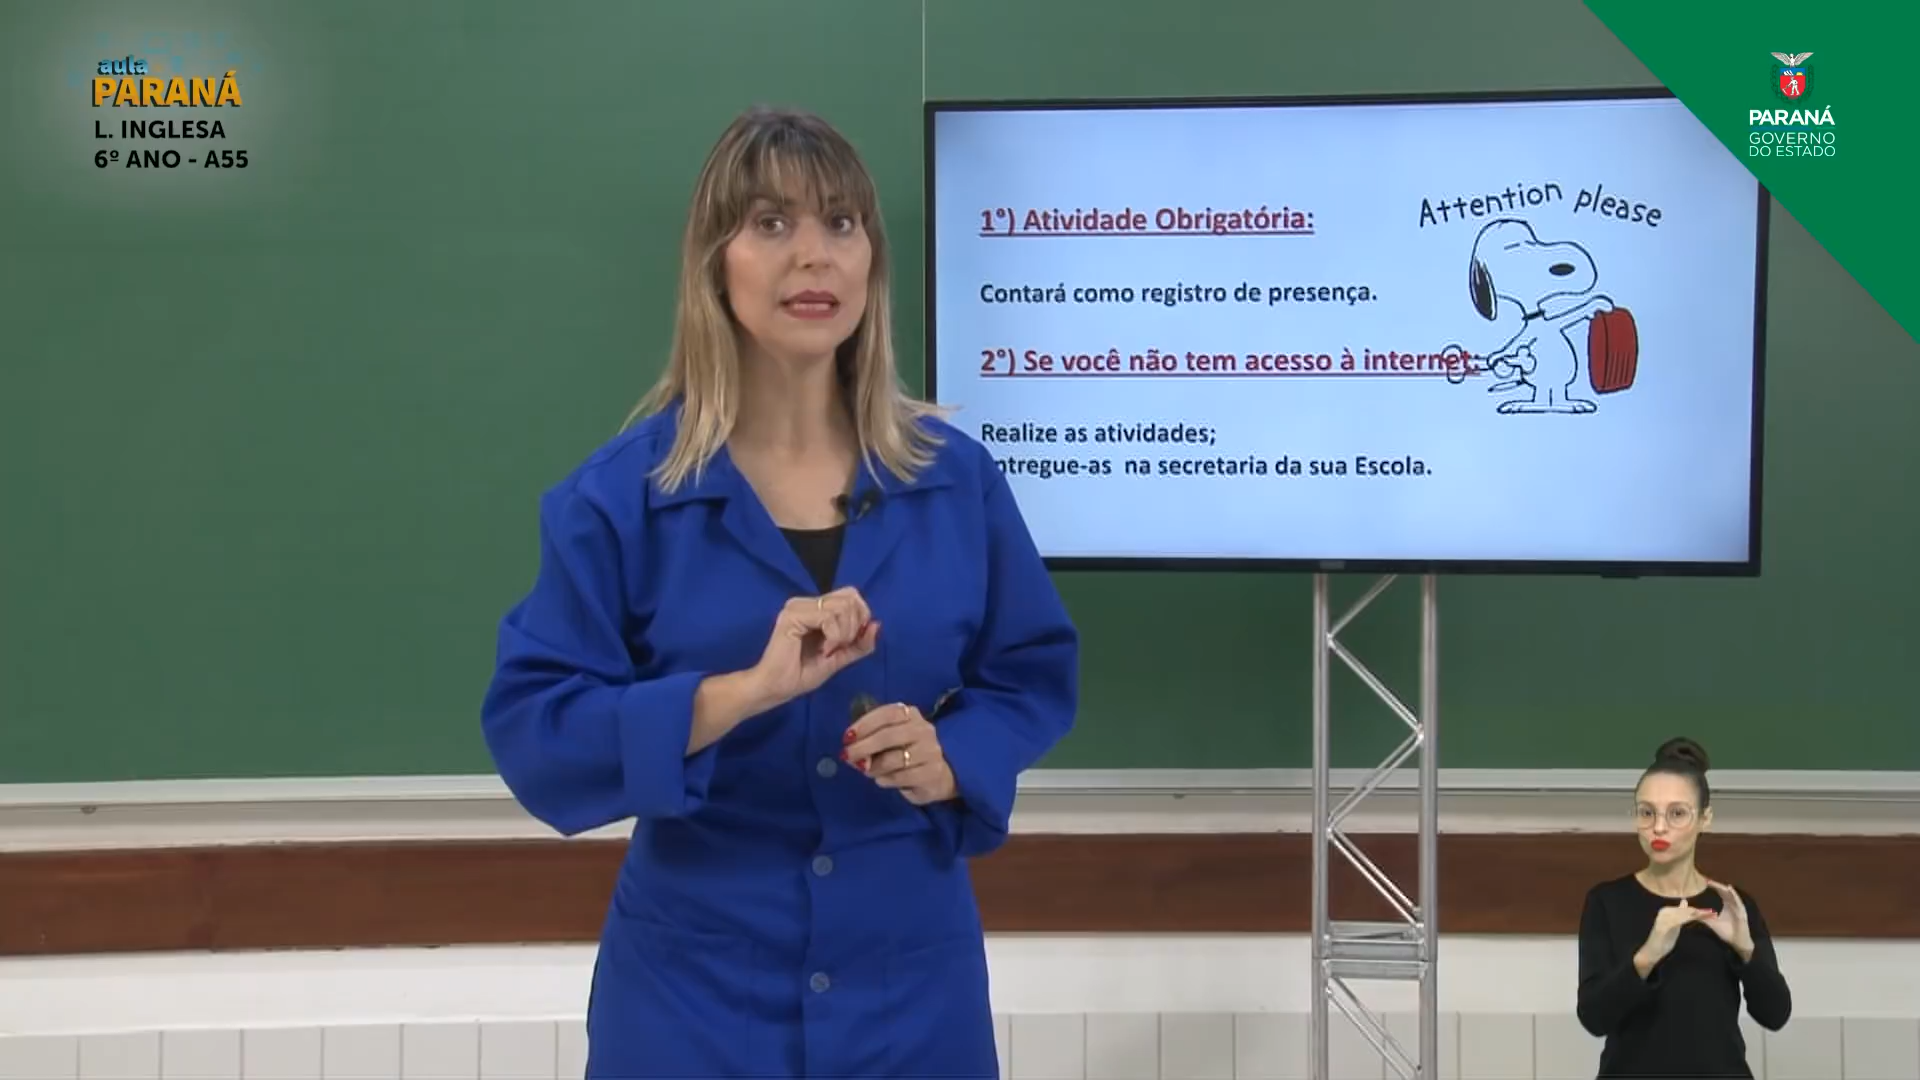 aula
PARANÁ
L. INGLESA
6º ANO - A55
PARANÁ
GOVERNO
DO ESTADO
Attention please
1°) Atividade Obrigatória:
Contará como registro de presença.
2°) Se você não tem acesso à internet:
Realize as atividades;
ntregue-as na secretaria da sua Escola.